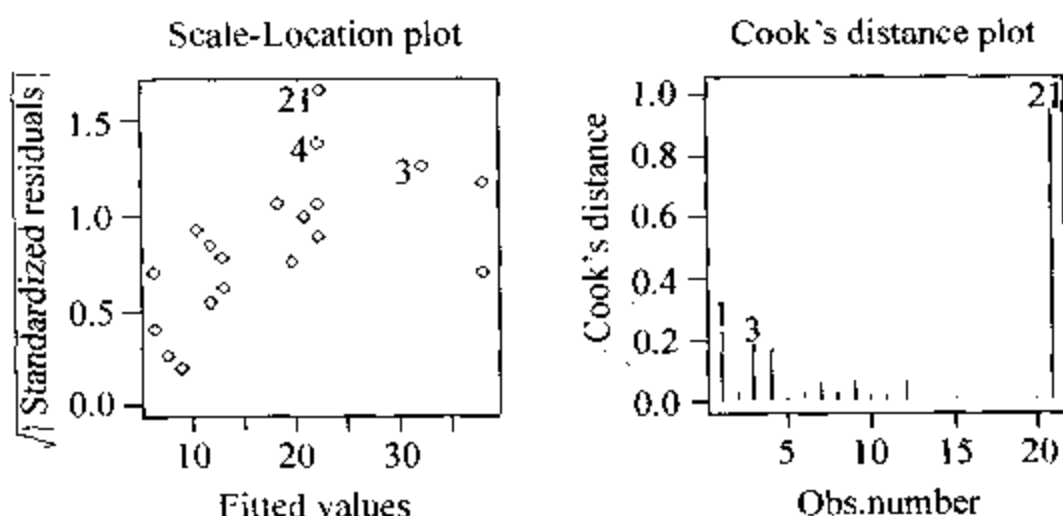 Scale-Location plot
√| Standardized residuals |
1.5
1.0
0.5
0.0
21
4
3
10 20 30
Fitted values
Cook's distance plot
Cook's distance
1.0
0.8
0.6
0.4
0.2
0.0
21
1
3
5 10 15 20
Obs.number